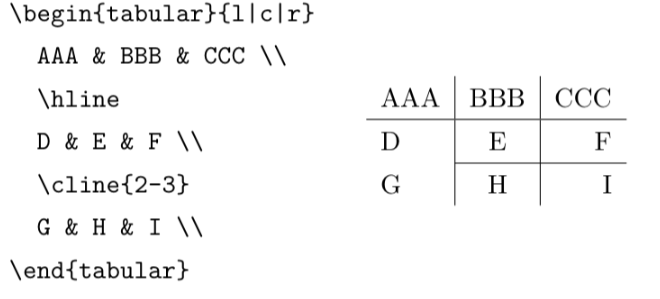 \begin{tabular}{l|c|r}
AAA & BBB & CCC \\
\hline
D & E & F \\
\cline{2-3}
G & H & I \\
\end{tabular}
AAA BBB CCC
D E F
G H I